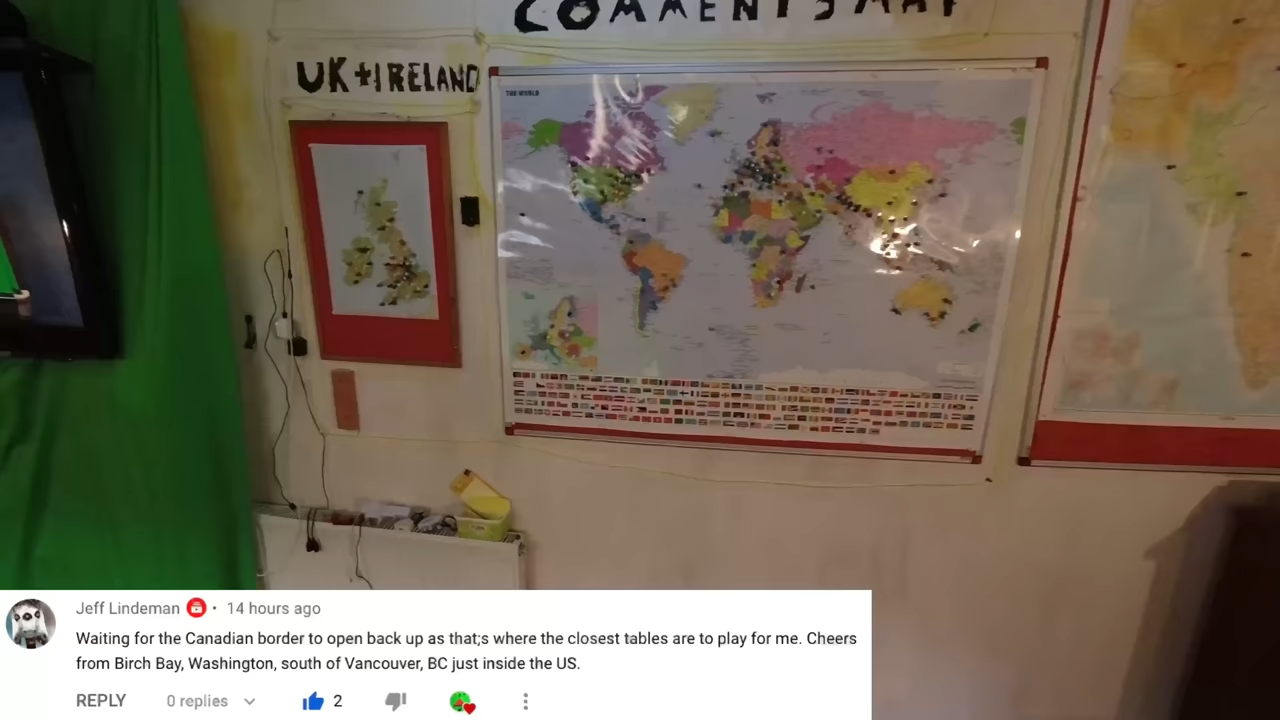 COMMENTS MAP
UK+IRELAND
THE WORLD
Jeff Lindeman · 14 hours ago
Waiting for the Canadian border to open back up as that;s where the closest tables are to play for me. Cheers
from Birch Bay, Washington, south of Vancouver, BC just inside the US.
REPLY 0 replies 2